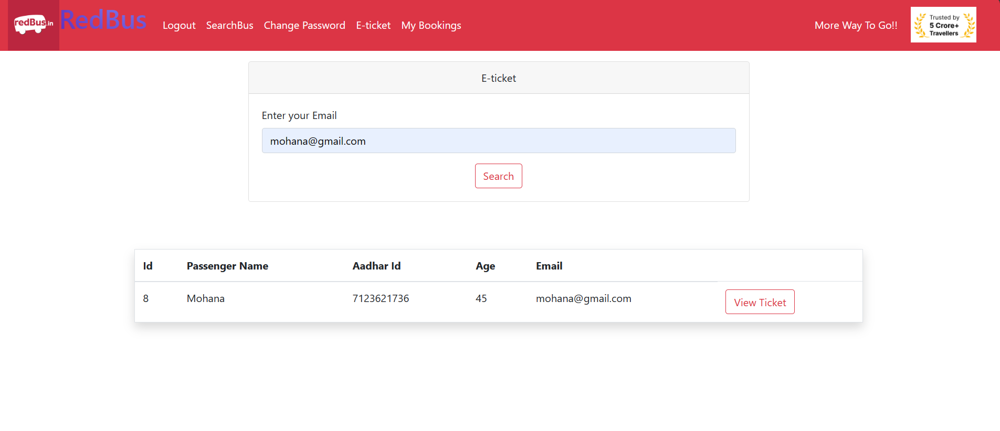 redBus.in
RedBus
Logout SearchBus Change Password E-ticket My Bookings
More Way To Go!!
Trusted by
5 Crore+
Travellers
E-ticket
Enter your Email
mohana@gmail.com
Search
Id Passenger Name Aadhar Id Age Email
8 Mohana 7123621736 45 mohana@gmail.com View Ticket